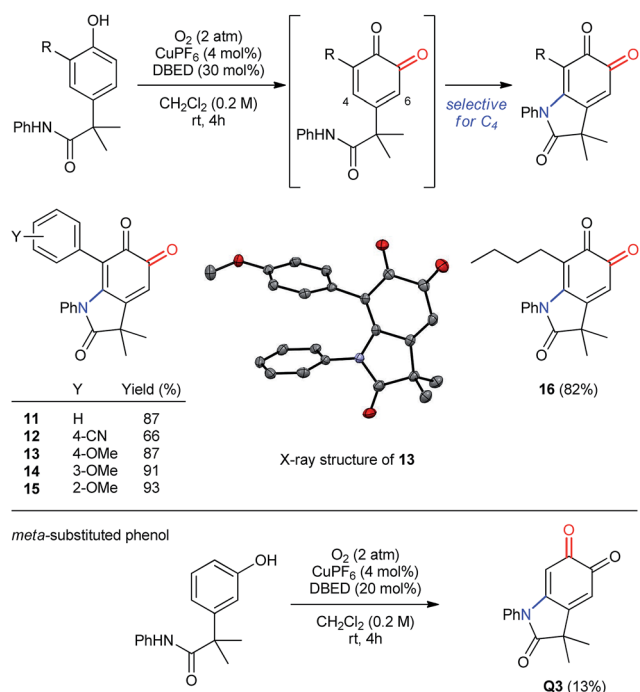 OH
R
PhHN
O
O₂ (2 atm)
CuPF₆ (4 mol%)
DBED (30 mol%)
CH₂Cl₂ (0.2 M)
rt, 4h
O
O
R
4
6
PhHN
O
selective
for C₄
O
O
R
PhN
O
Y
O
O
PhN
O
Y Yield (%)
11 H 87
12 4-CN 66
13 4-OMe 87
14 3-OMe 91
15 2-OMe 93
X-ray structure of 13
O
O
PhN
O
16 (82%)
meta-substituted phenol
OH
PhHN
O
O₂ (2 atm)
CuPF₆ (4 mol%)
DBED (20 mol%)
CH₂Cl₂ (0.2 M)
rt, 4h
O
O
PhN
O
Q3 (13%)